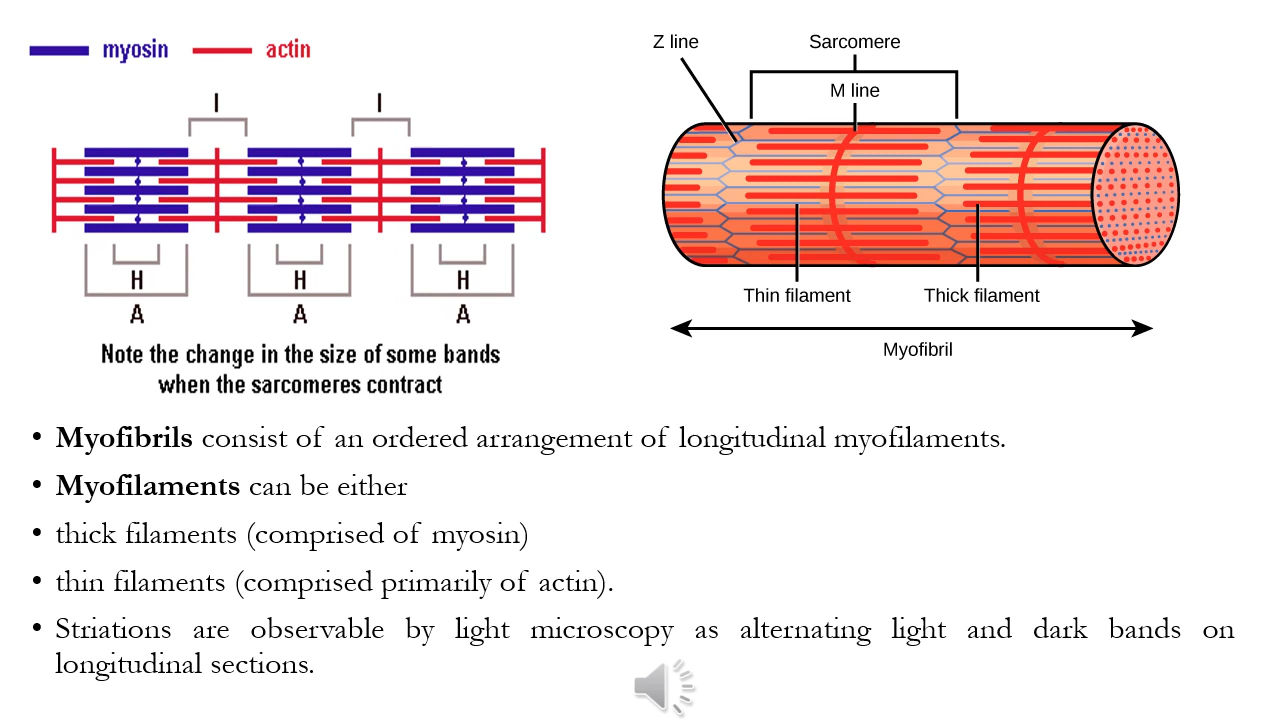 myosin actin
I I
H H H
A A A
Note the change in the size of some bands
when the sarcomeres contract
Z line Sarcomere
M line
Thin filament Thick filament
Myofibril
• Myofibrils consist of an ordered arrangement of longitudinal myofilaments.
• Myofilaments can be either
• thick filaments (comprised of myosin)
• thin filaments (comprised primarily of actin).
• Striations are observable by light microscopy as alternating light and dark bands on
longitudinal sections.